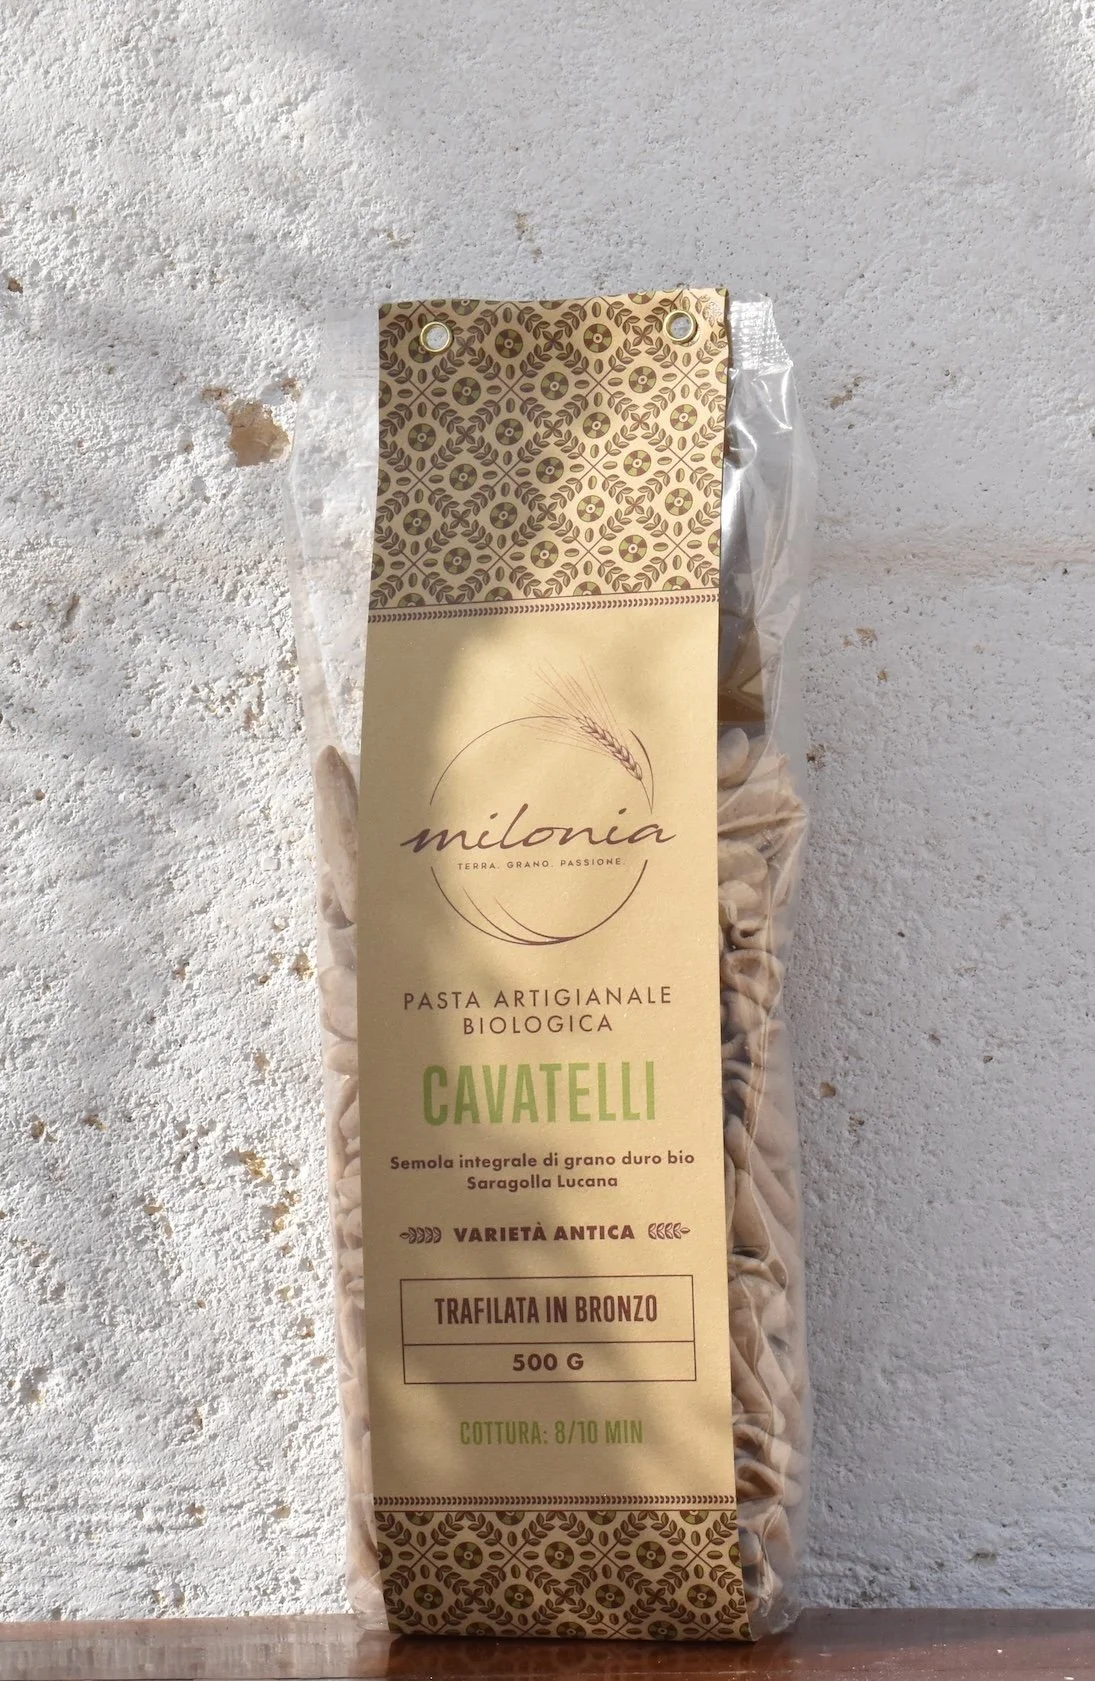 milonia
TERRA. GRANO. PASSIONE.
PASTA ARTIGIANALE
BIOLOGICA
CAVATELLI
Semola integrale di grano duro bio
Saragolla Lucana
VARIETÀ ANTICA
TRAFILATA IN BRONZO
500 G
COTTURA: 8/10 MIN